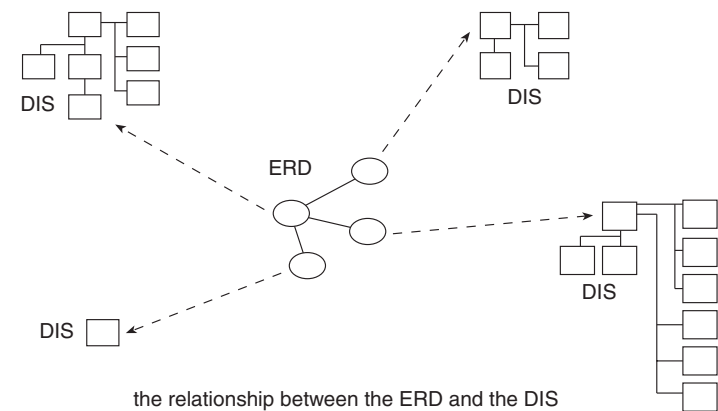 DIS
DIS
ERD
DIS
DIS
the relationship between the ERD and the DIS